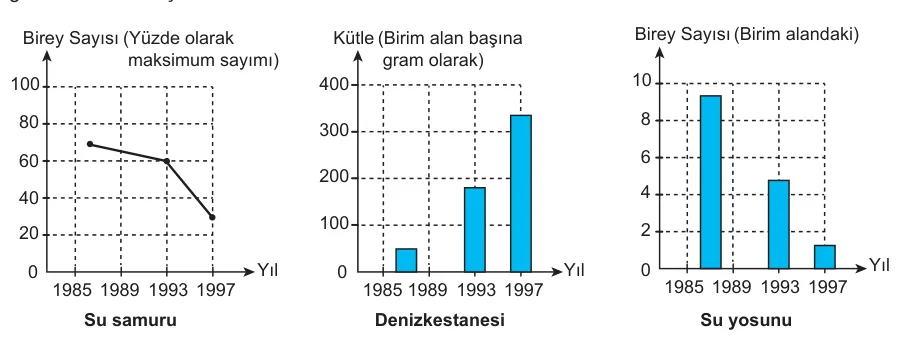 Birey Sayısı (Yüzde olarak
maksimum sayımı)
100
80
60
40
20
0
1985 1989 1993 1997
Yıl
Su samuru
Kütle (Birim alan başına
gram olarak)
400
300
200
100
0
1985 1989 1993 1997
Yıl
Denizkestanesi
Birey Sayısı (Birim alandaki)
10
8
6
4
2
0
1985 1989 1993 1997
Yıl
Su yosunu